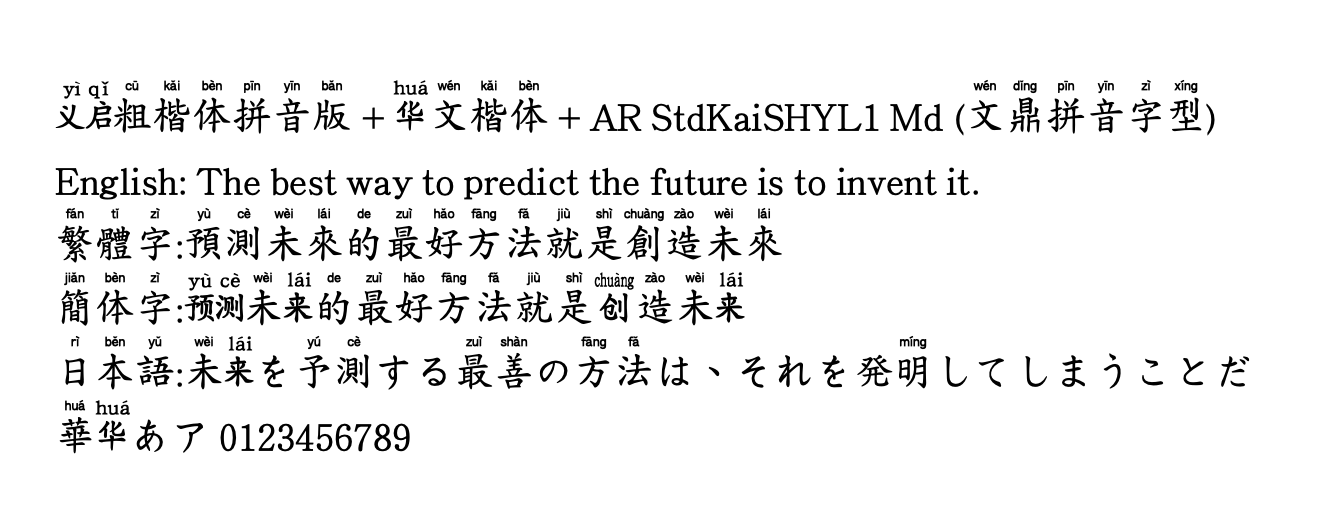 yì qǐ cū kǎi bèn pīn yīn bǎn huá wén kǎi bèn wén dǐng pīn yīn zì xíng
义启粗楷体拼音版 + 华文楷体 + AR StdKaiSHYL1 Md (文鼎拼音字型)
English: The best way to predict the future is to invent it.
fán tǐ zì yù cè wèi lái de zuì hǎo fāng fǎ jiù shì chuàng zào wèi lái
繁體字:預測未來的最好方法就是創造未來
jiǎn bèn zì yù cè wèi lái de zuì hǎo fāng fǎ jiù shì chuàng zào wèi lái
簡体字:预测未来的最好方法就是创造未来
rì běn yǔ wèi lái yú cè zuì shàn fāng fǎ míng
日本語:未来を予測する最善の方法は、それを発明してしまうことだ
huá huá
華华あア 0123456789